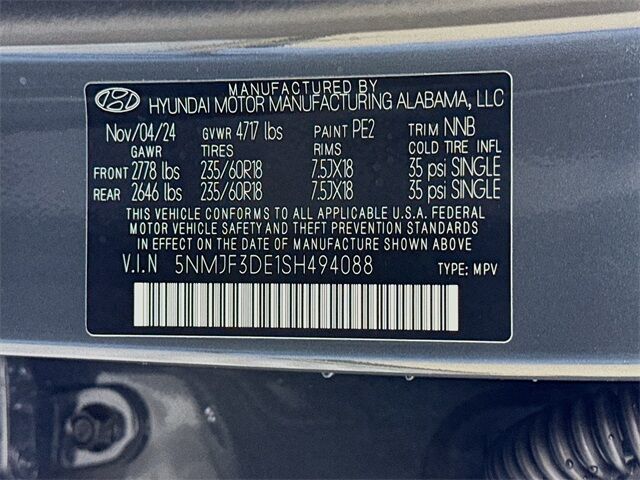 MANUFACTURED BY
HYUNDAI MOTOR MANUFACTURING ALABAMA, LLC
Nov/04/24 GVWR 4717 lbs PAINT PE2 TRIM NNB
GAWR TIRES RIMS COLD TIRE INFL
FRONT 2778 lbs 235/60R18 7.5JX18 35 psi SINGLE
REAR 2646 lbs 235/60R18 7.5JX18 35 psi SINGLE
THIS VEHICLE CONFORMS TO ALL APPLICABLE U.S.A. FEDERAL
MOTOR VEHICLE SAFETY AND THEFT PREVENTION STANDARDS
IN EFFECT ON THE DATE OF MANUFACTURE SHOWN ABOVE.
V.I.N 5NMJF3DE1SH494088 TYPE: MPV